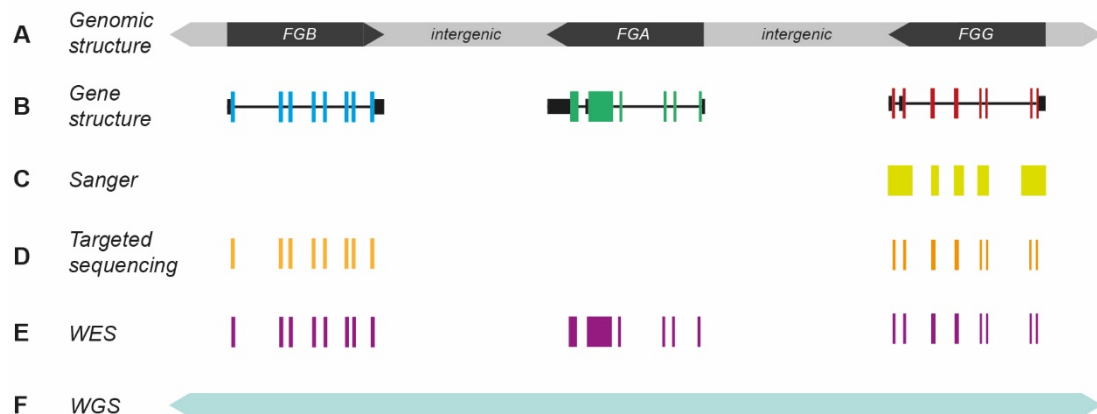 A
Genomic
structure
FGB
intergenic
FGA
intergenic
FGG
B
Gene
structure
C
Sanger
D
Targeted
sequencing
E
WES
F
WGS